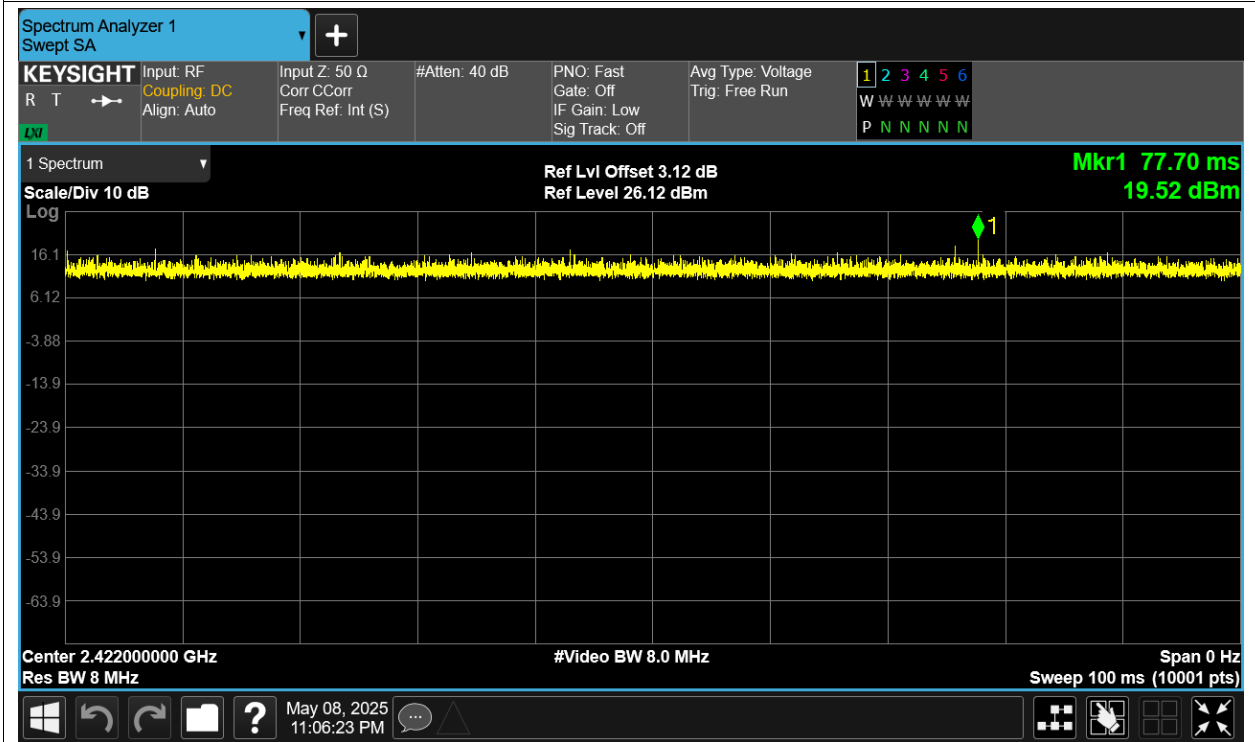 Spectrum Analyzer 1
Swept SA
+
KEYSIGHT
R T
LXI
Input: RF
Coupling: DC
Align: Auto
Input Z: 50 Ω
Corr CCorr
Freq Ref: Int (S)
#Atten: 40 dB
PNO: Fast
Gate: Off
IF Gain: Low
Sig Track: Off
Avg Type: Voltage
Trig: Free Run
1 2 3 4 5 6
W W W W W W
P N N N N N
1 Spectrum
Scale/Div 10 dB
Ref Lvl Offset 3.12 dB
Ref Level 26.12 dBm
Mkr1 77.70 ms
19.52 dBm
Log
1
16.1
6.12
-3.88
-13.9
-23.9
-33.9
-43.9
-53.9
-63.9
Center 2.422000000 GHz
Res BW 8 MHz
#Video BW 8.0 MHz
Span 0 Hz
Sweep 100 ms (10001 pts)
?
May 08, 2025
11:06:23 PM